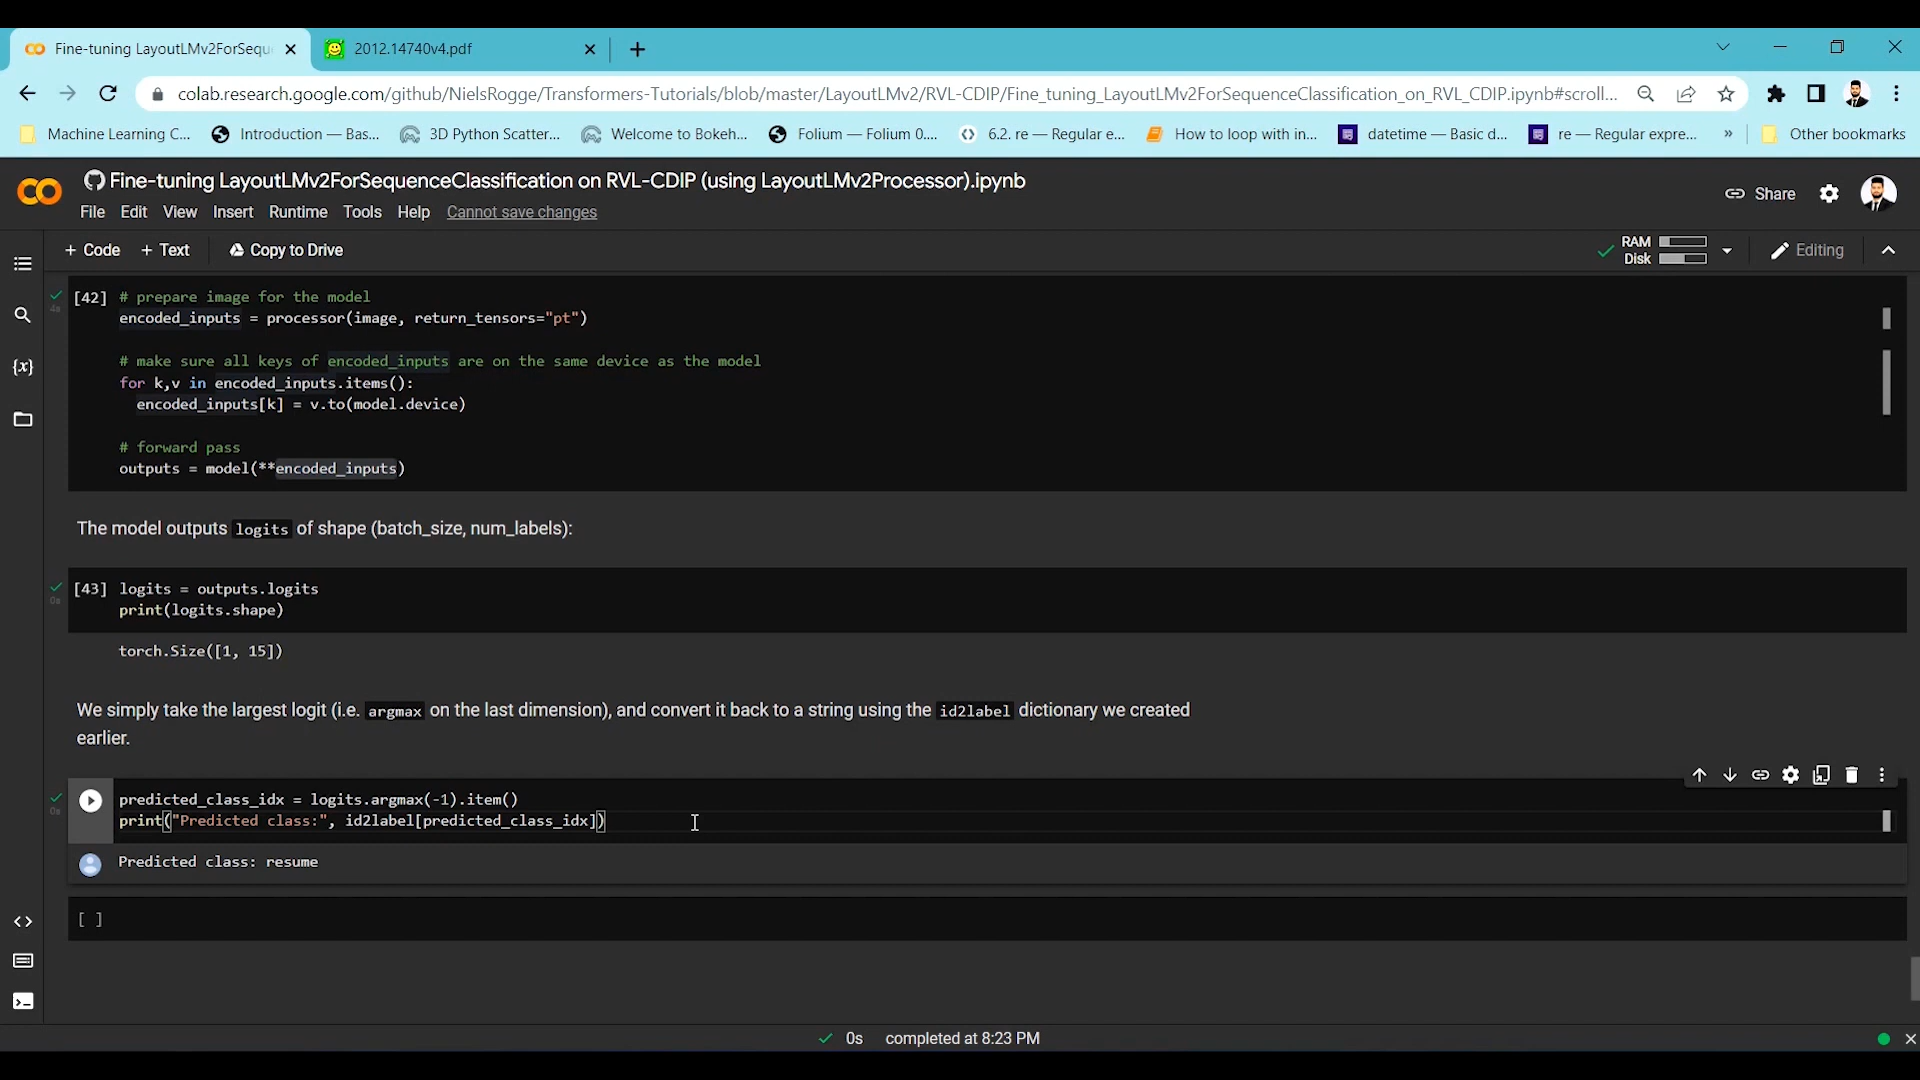 Fine-tuning LayoutLMv2ForSequ
2012.14740v4.pdf
colab.research.google.com/github/NielsRogge/Transformers-Tutorials/blob/master/LayoutLMv2/RVL-CDIP/Fine_tuning_LayoutLMv2ForSequenceClassification_on_RVL_CDIP.ipynb#scroll...
Machine Learning C... Introduction — Bas... 3D Python Scatter... Welcome to Bokeh... Folium — Folium 0.... 6.2. re — Regular e... How to loop with in... datetime — Basic d... re — Regular expre... » Other bookmarks
Fine-tuning LayoutLMv2ForSequenceClassification on RVL-CDIP (using LayoutLMv2Processor).ipynb
File Edit View Insert Runtime Tools Help Cannot save changes
Share
+ Code + Text Copy to Drive
RAM
Disk
Editing
[42] # prepare image for the model
encoded_inputs = processor(image, return_tensors="pt")
# make sure all keys of encoded_inputs are on the same device as the model
for k,v in encoded_inputs.items():
encoded_inputs[k] = v.to(model.device)
# forward pass
outputs = model(**encoded_inputs)
4s
The model outputs logits of shape (batch_size, num_labels):
[43] logits = outputs.logits
print(logits.shape)
0s
torch.Size([1, 15])
We simply take the largest logit (i.e. argmax on the last dimension), and convert it back to a string using the id2label dictionary we created
earlier.
predicted_class_idx = logits.argmax(-1).item()
print("Predicted class:", id2label[predicted_class_idx])
0s
Predicted class: resume
[ ]
0s completed at 8:23 PM